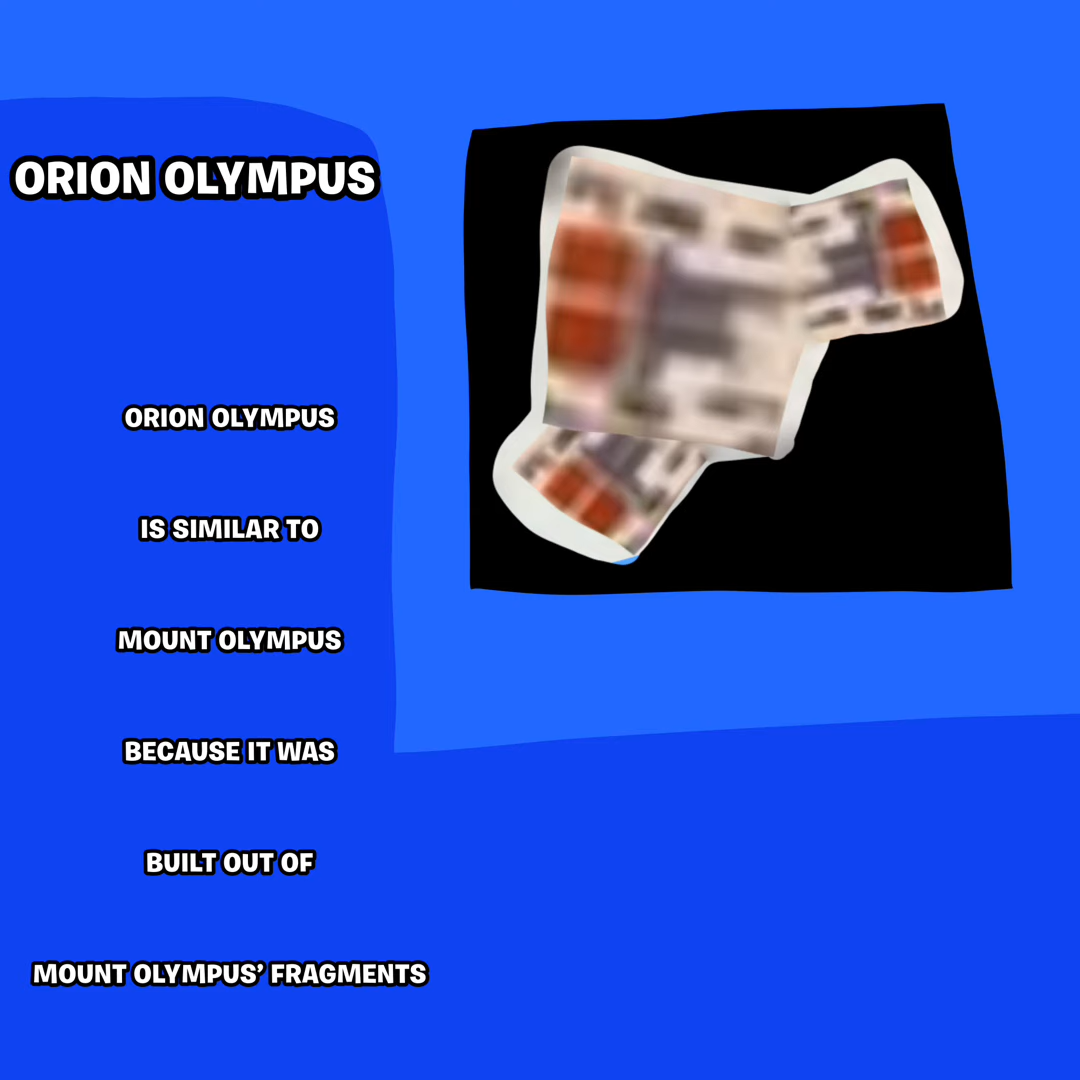 ORION OLYMPUS
ORION OLYMPUS
IS SIMILAR TO
MOUNT OLYMPUS
BECAUSE IT WAS
BUILT OUT OF
MOUNT OLYMPUS’ FRAGMENTS